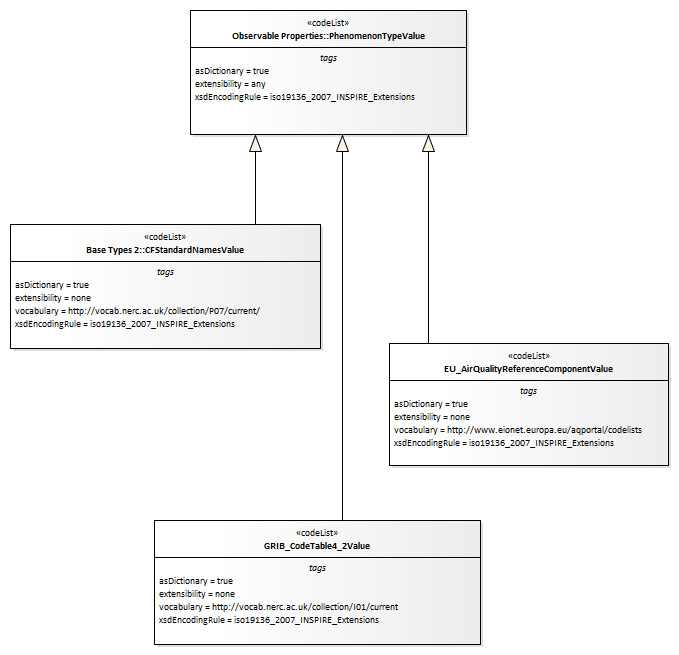 «codeList»
Observable Properties::PhenomenonTypeValue
tags
asDictionary = true
extensibility = any
xsdEncodingRule = iso19136_2007_INSPIRE_Extensions
«codeList»
Base Types 2::CFStandardNamesValue
tags
asDictionary = true
extensibility = none
vocabulary = http://vocab.nerc.ac.uk/collection/P07/current/
xsdEncodingRule = iso19136_2007_INSPIRE_Extensions
«codeList»
EU_AirQualityReferenceComponentValue
tags
asDictionary = true
extensibility = none
vocabulary = http://www.eionet.europa.eu/aqportal/codelists
xsdEncodingRule = iso19136_2007_INSPIRE_Extensions
«codeList»
GRIB_CodeTable4_2Value
tags
asDictionary = true
extensibility = none
vocabulary = http://vocab.nerc.ac.uk/collection/I01/current
xsdEncodingRule = iso19136_2007_INSPIRE_Extensions